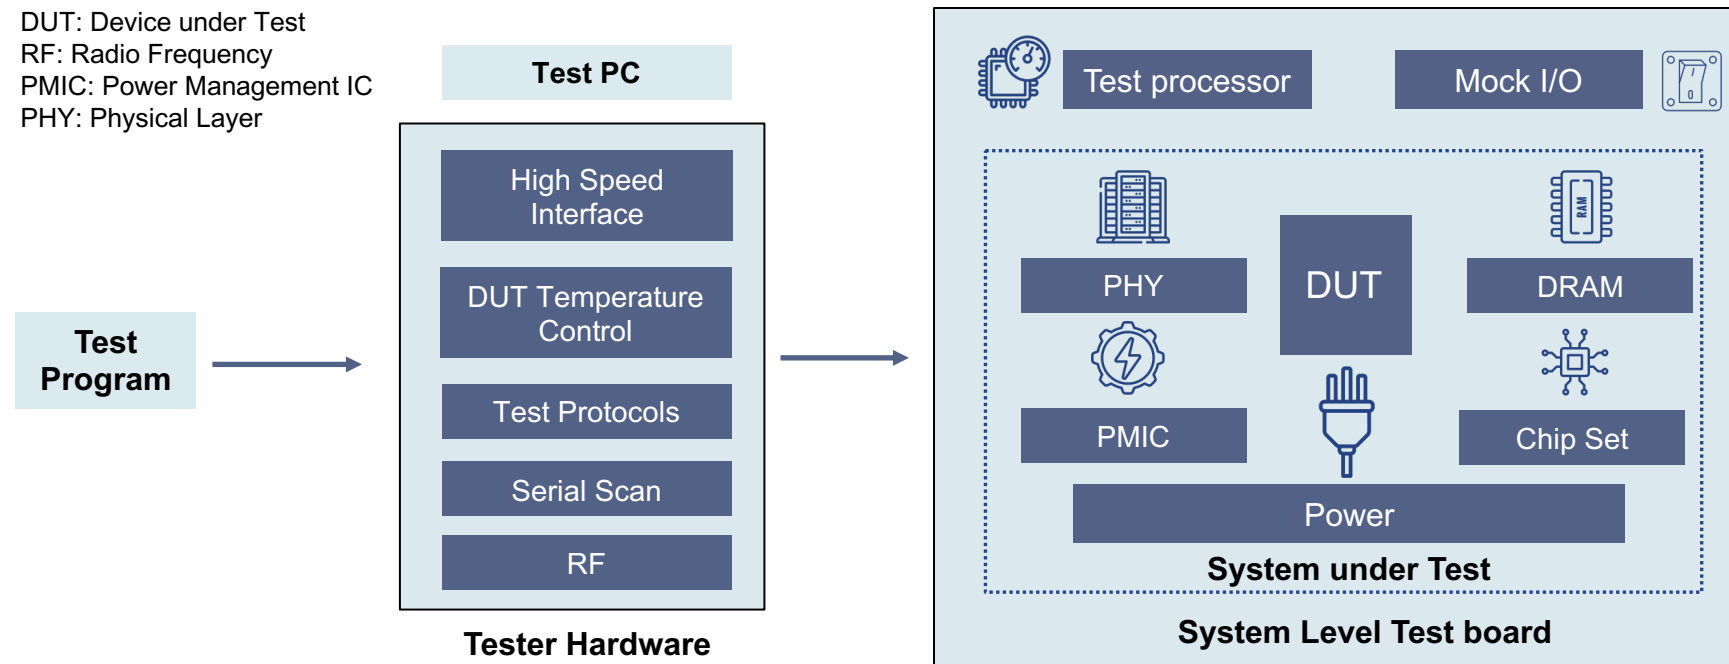 DUT: Device under Test
RF: Radio Frequency
PMIC: Power Management IC
PHY: Physical Layer
Test
Program
Test PC
High Speed
Interface
DUT Temperature
Control
Test Protocols
Serial Scan
RF
Tester Hardware
Test processor
Mock I/O
RAM
PHY
DUT
DRAM
PMIC
Chip Set
Power
System under Test
System Level Test board